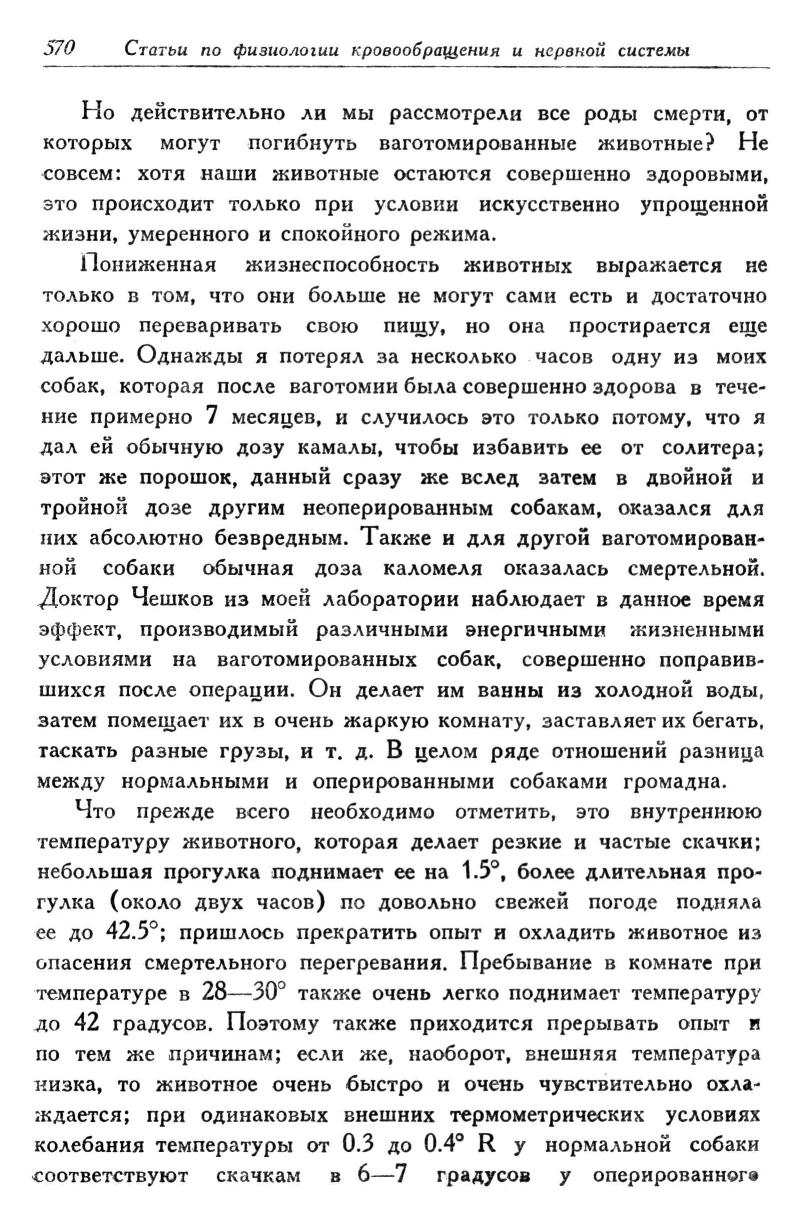 570 Статьи по физиологии кровообращения и нервной системы
Но действительно ли мы рассмотрели все роды смерти, от
которых могут погибнуть ваготомированные животные? Не
совсем: хотя наши животные остаются совершенно здоровыми,
это происходит только при условии искусственно упрощенной
жизни, умеренного и спокойного режима.
Пониженная жизнеспособность животных выражается не
только в том, что они больше не могут сами есть и достаточно
хорошо переваривать свою пищу, но она простирается еще
дальше. Однажды я потерял за несколько часов одну из моих
собак, которая после ваготомии была совершенно здорова в тече-
ние примерно 7 месяцев, и случилось это только потому, что я
дал ей обычную дозу камалы, чтобы избавить ее от солитера;
этот же порошок, данный сразу же вслед затем в двойной и
тройной дозе другим неоперированным собакам, оказался для
них абсолютно безвредным. Также и для другой ваготомирован-
ной собаки обычная доза каломеля оказалась смертельной.
Доктор Чешков из моей лаборатории наблюдает в данное время
эффект, производимый различными энергичными жизненными
условиями на ваготомированных собак, совершенно поправив-
шихся после операции. Он делает им ванны из холодной воды,
затем помещает их в очень жаркую комнату, заставляет их бегать,
таскать разные грузы, и т. д. В целом ряде отношений разница
между нормальными и оперированными собаками громадна.
Что прежде всего необходимо отметить, это внутреннюю
температуру животного, которая делает резкие и частые скачки;
небольшая прогулка поднимает ее на 1.5°, более длительная про-
гулка (около двух часов) по довольно свежей погоде подняла
ее до 42.5°; пришлось прекратить опыт и охладить животное из
опасения смертельного перегревания. Пребывание в комнате при
температуре в 28—30° также очень легко поднимает температуру
до 42 градусов. Поэтому также приходится прерывать опыт и
по тем же причинам; если же, наоборот, внешняя температура
низка, то животное очень быстро и очень чувствительно охла-
ждается; при одинаковых внешних термометрических условиях
колебания температуры от 0.3 до 0.4° R у нормальной собаки
соответствуют скачкам в 6—7 градусов у оперированного